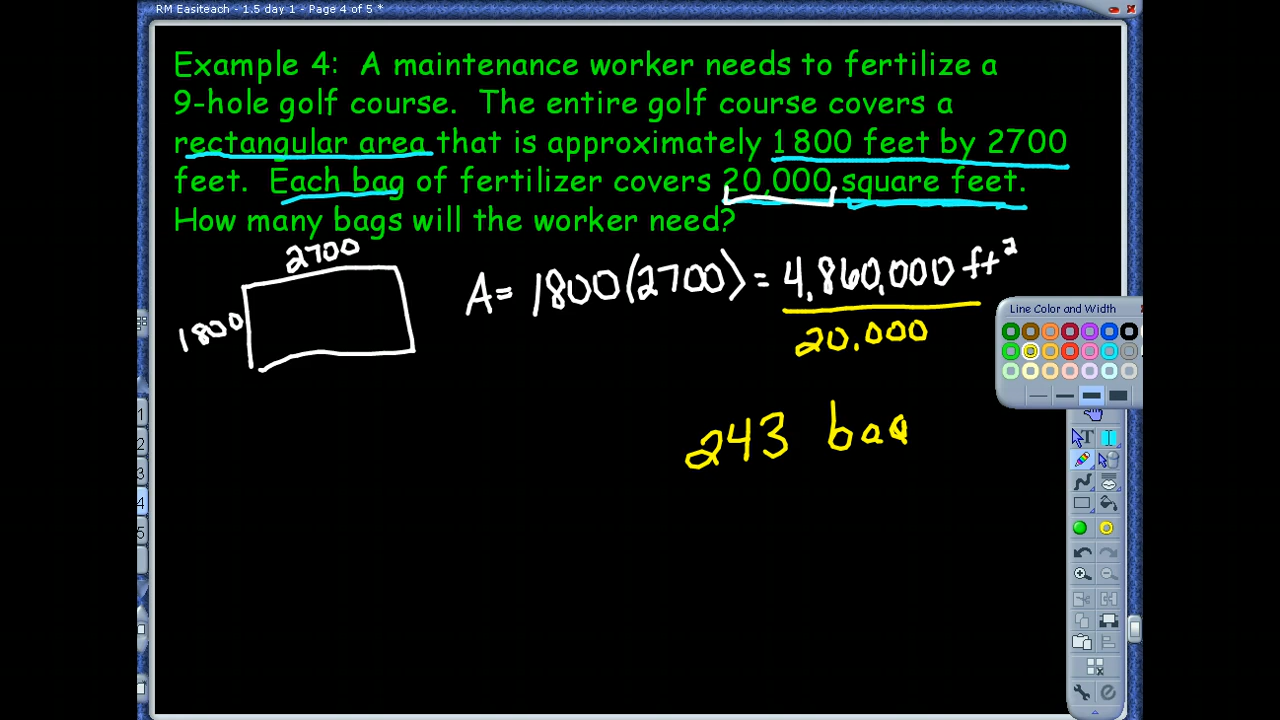 RM Easiteach - 1.5 day 1 - Page 4 of 5 *
Example 4: A maintenance worker needs to fertilize a
9-hole golf course. The entire golf course covers a
rectangular area that is approximately 1800 feet by 2700
feet. Each bag of fertilizer covers 20,000 square feet.
How many bags will the worker need?
2700
1800
A= 1800(2700) = 4,860,000 ft²
20,000
243 bag
Line Color and Width
1
2
3
4
5